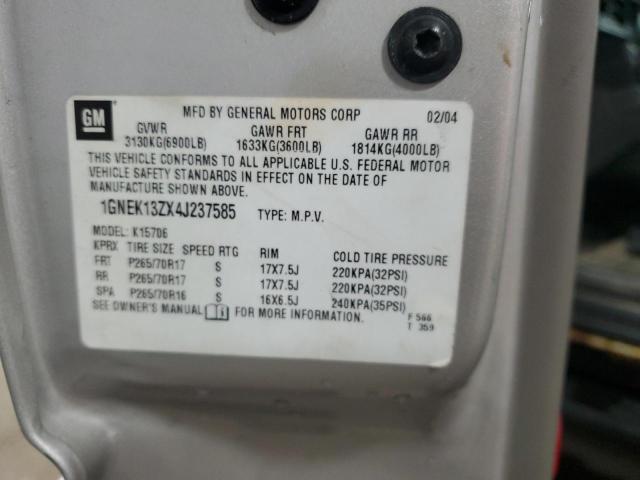 GM
MFD BY GENERAL MOTORS CORP 02/04
GVWR GAWR FRT GAWR RR
3130KG(6900LB) 1633KG(3600LB) 1814KG(4000LB)
THIS VEHICLE CONFORMS TO ALL APPLICABLE U.S. FEDERAL MOTOR
VEHICLE SAFETY STANDARDS IN EFFECT ON THE DATE OF
MANUFACTURE SHOWN ABOVE.
1GNEK13ZX4J237585 TYPE: M.P.V.
MODEL: K15706
KPRX TIRE SIZE SPEED RTG RIM COLD TIRE PRESSURE
FRT P265/70R17 S 17X7.5J 220KPA(32PSI)
RR P265/70R17 S 17X7.5J 220KPA(32PSI)
SPA P265/70R16 S 16X6.5J 240KPA(35PSI)
SEE OWNER'S MANUAL FOR MORE INFORMATION.
F 566
T 359